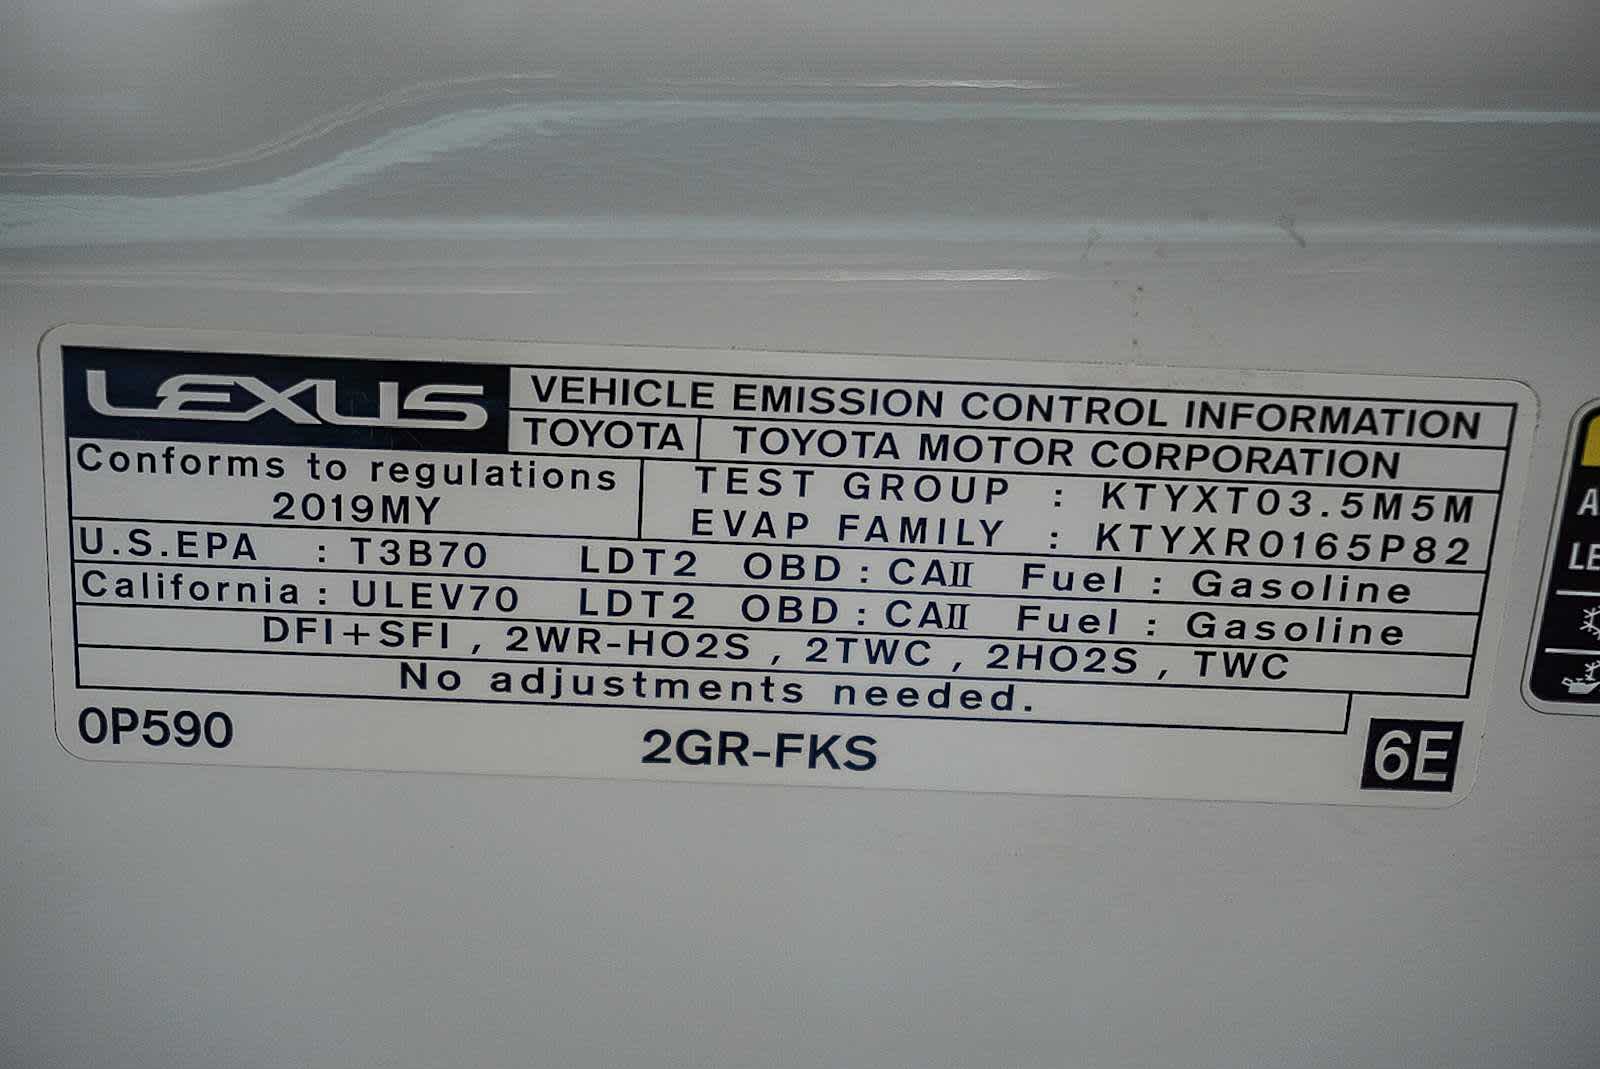 LEXUS
VEHICLE EMISSION CONTROL INFORMATION
TOYOTA TOYOTA MOTOR CORPORATION
Conforms to regulations
2019MY
TEST GROUP : KTYXT03.5M5M
EVAP FAMILY : KTYXR0165P82
U.S.EPA : T3B70 LDT2 OBD : CAII Fuel : Gasoline
California : ULEV70 LDT2 OBD : CAII Fuel : Gasoline
DFI+SFI , 2WR-HO2S , 2TWC , 2HO2S , TWC
No adjustments needed.
0P590 2GR-FKS 6E